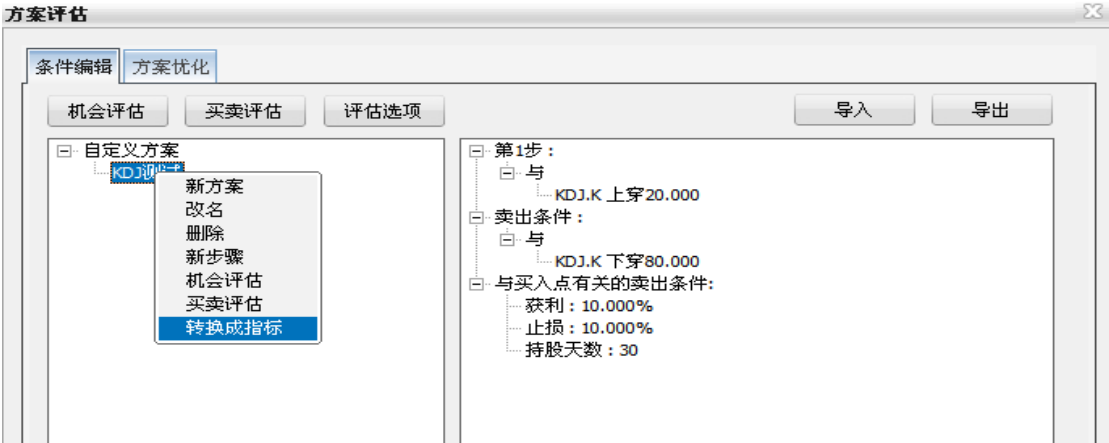 方案评估
条件编辑 方案优化
机会评估 买卖评估 评估选项 导入 导出
自定义方案
KDJ测试
新方案
改名
删除
新步骤
机会评估
买卖评估
转换成指标
第1步：
与
KDJ.K 上穿20.000
卖出条件：
与
KDJ.K 下穿80.000
与买入点有关的卖出条件:
获利：10.000%
止损：10.000%
持股天数：30